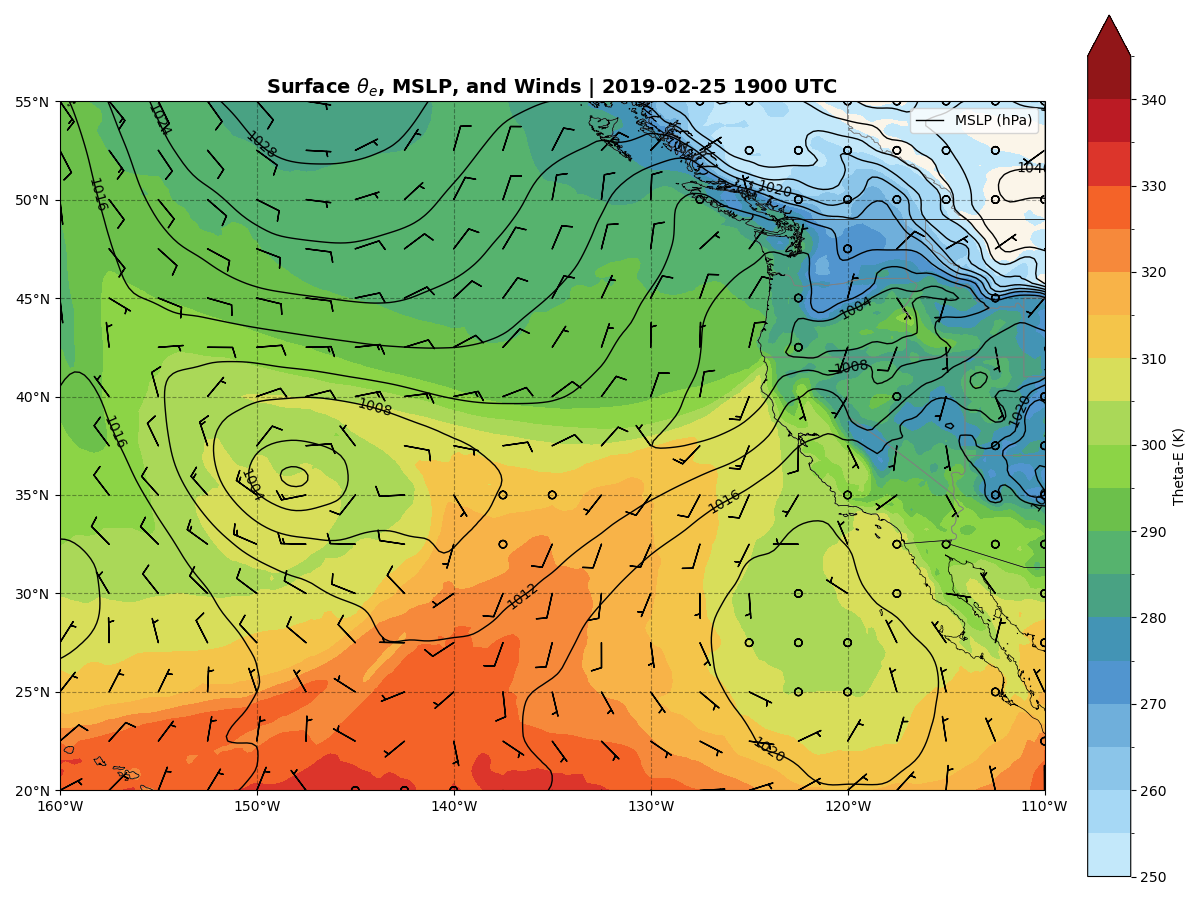 Surface θe, MSLP, and Winds | 2019-02-25 1900 UTC
55°N
50°N
45°N
40°N
35°N
30°N
25°N
20°N
160°W
150°W
140°W
130°W
120°W
110°W
MSLP (hPa)
1024
1028
1016
1020
1004
1008
1020
1008
1016
1004
1016
1012
1020
340
330
320
310
300
290
280
270
260
250
Theta-E (K)